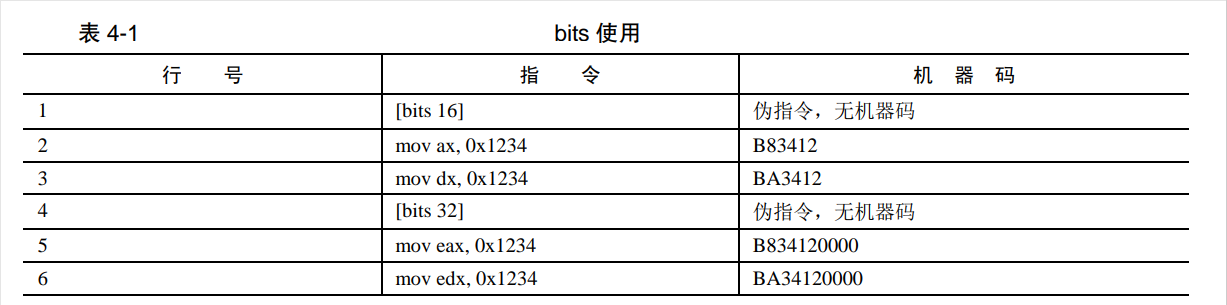 表 4-1 bits 使用
行 号 指 令 机 器 码
1 [bits 16] 伪指令，无机器码
2 mov ax, 0x1234 B83412
3 mov dx, 0x1234 BA3412
4 [bits 32] 伪指令，无机器码
5 mov eax, 0x1234 B834120000
6 mov edx, 0x1234 BA34120000